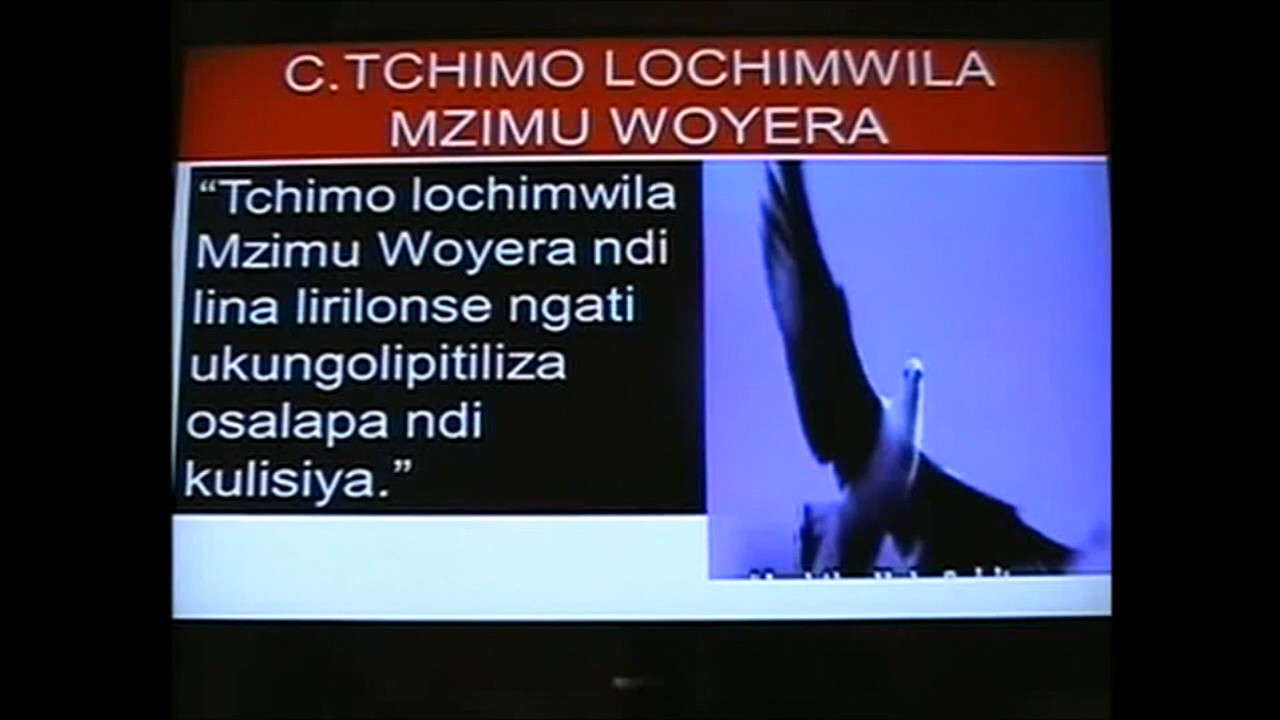 C.TCHIMO LOCHIMWILA
MZIMU WOYERA
“Tchimo lochimwila
Mzimu Woyera ndi
lina lirilonse ngati
ukungolipitiliza
osalapa ndi
kulisiya.”